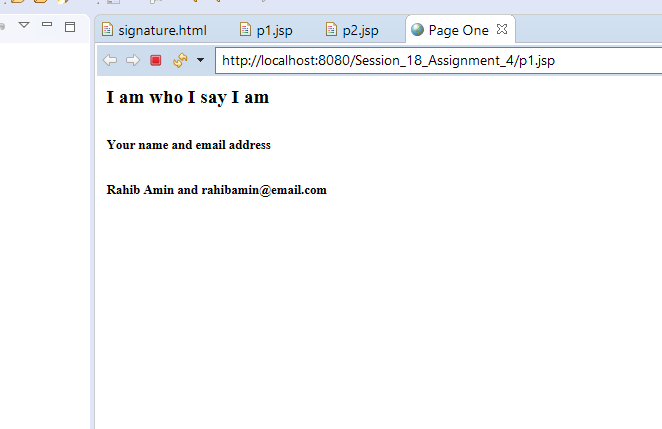 signature.html p1.jsp p2.jsp Page One
http://localhost:8080/Session_18_Assignment_4/p1.jsp
I am who I say I am
Your name and email address
Rahib Amin and rahibamin@email.com